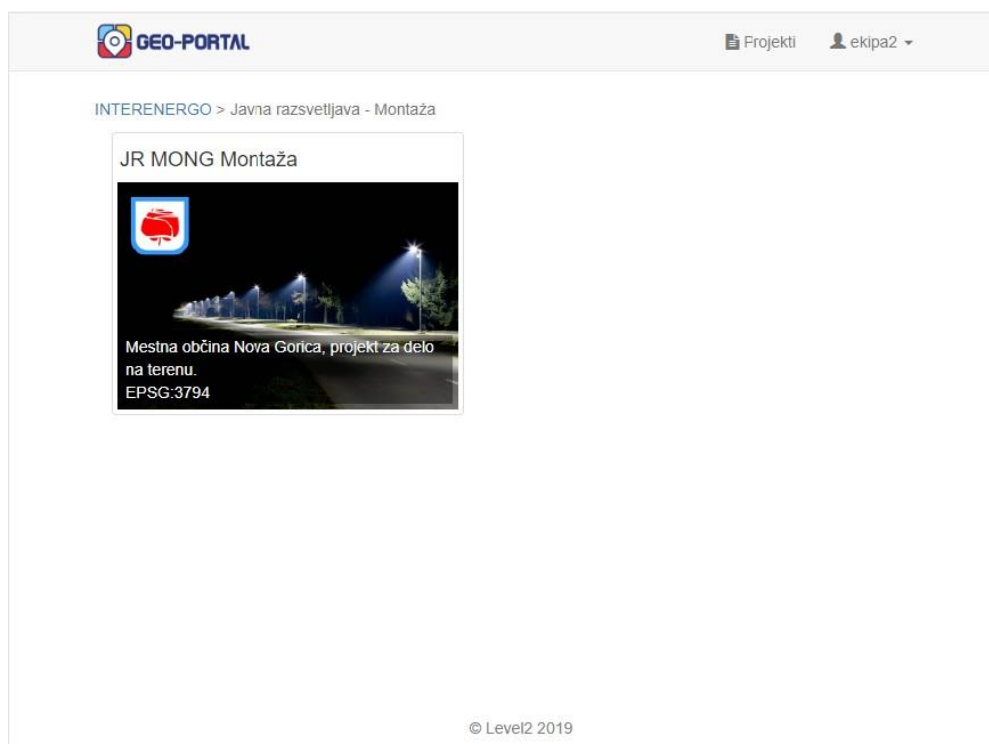 GEO-PORTAL
Projekti
ekipa2
INTERENERGO > Javna razsvetljava - Montaža
JR MONG Montaža
Mestna občina Nova Gorica, projekt za delo
na terenu.
EPSG:3794
© Level2 2019